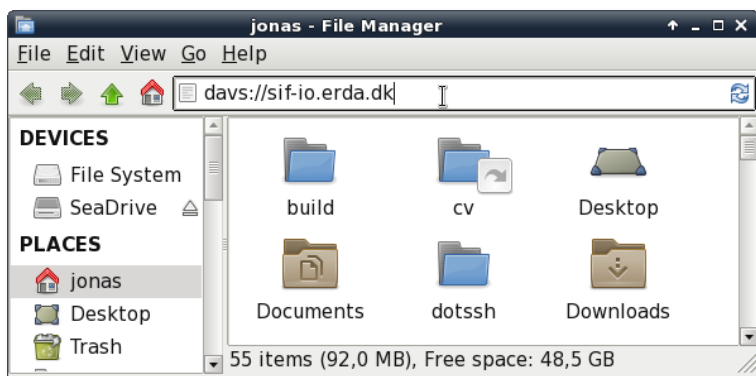 jonas - File Manager
File Edit View Go Help
davs://sif-io.erda.dk
DEVICES
File System
SeaDrive
PLACES
jonas
Desktop
Trash
build
cv
Desktop
Documents
dotssh
Downloads
55 items (92,0 MB), Free space: 48,5 GB